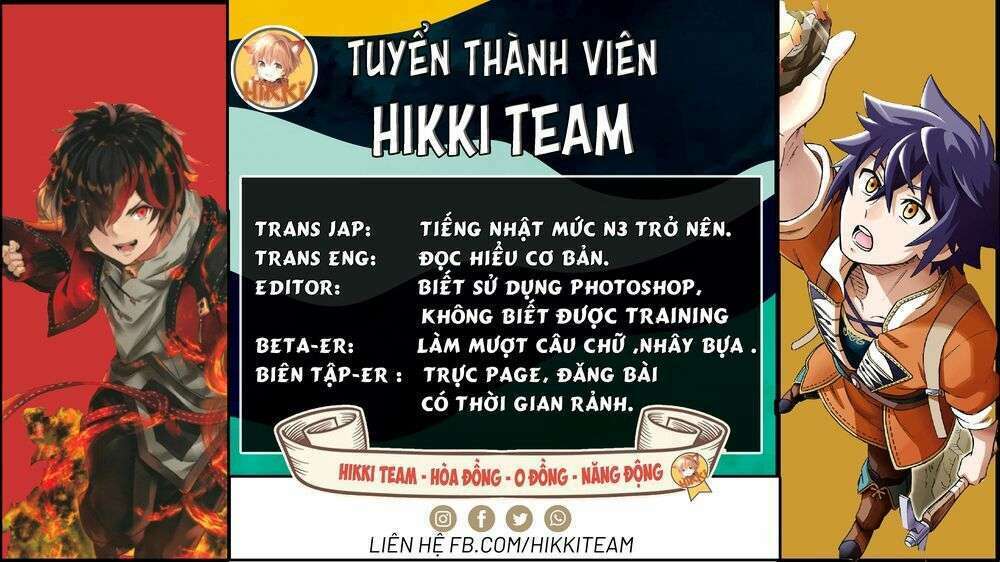 HIKKI
TUYỂN THÀNH VIÊN
HIKKI TEAM
TRANS JAP: TIẾNG NHẬT MỨC N3 TRỞ NÊN.
TRANS ENG: ĐỌC HIỂU CƠ BẢN.
EDITOR: BIẾT SỬ DỤNG PHOTOSHOP,
KHÔNG BIẾT ĐƯỢC TRAINING
BETA-ER: LÀM MƯỢT CÂU CHỮ ,NHÂY BỰA .
BIÊN TẬP-ER : TRỰC PAGE, ĐĂNG BÀI
CÓ THỜI GIAN RẢNH.
HIKKI TEAM - HÒA ĐỒNG - O ĐỒNG - NĂNG ĐỘNG
HIKKI
LIÊN HỆ FB.COM/HIKKITEAM